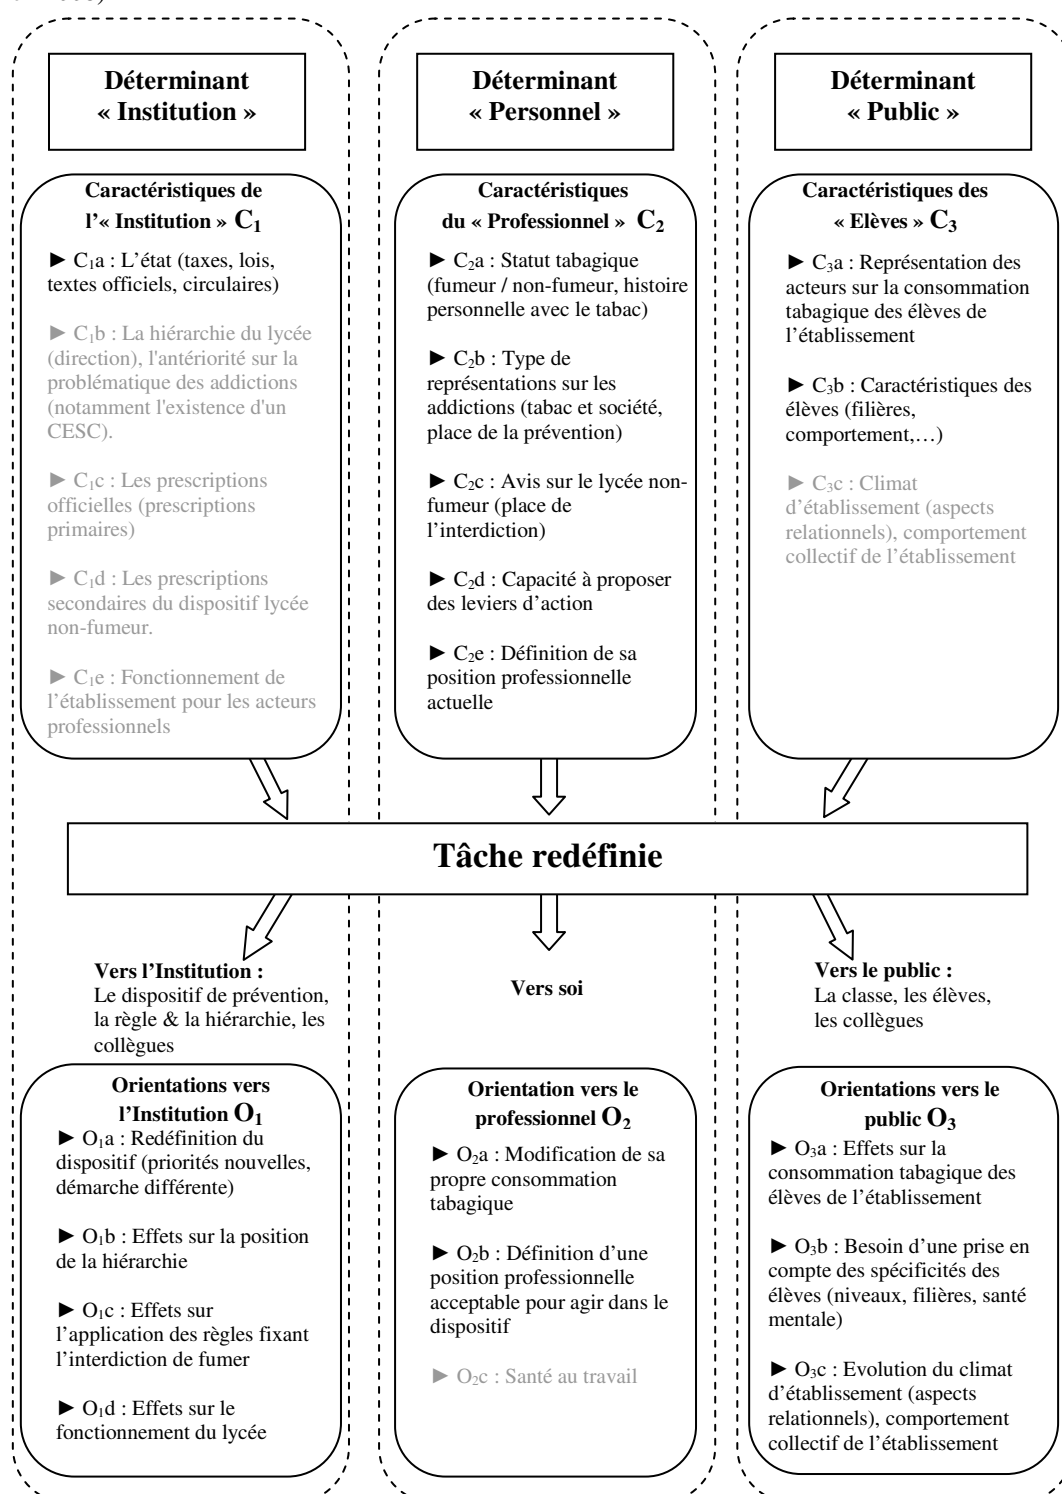 Déterminant
« Institution »
Caractéristiques de
l'« Institution » C1
► C1a : L'état (taxes, lois,
textes officiels, circulaires)
► C1b : La hiérarchie du lycée
(direction), l'antériorité sur la
problématique des addictions
(notamment l'existence d'un
CESC).
► C1c : Les prescriptions
officielles (prescriptions
primaires)
► C1d : Les prescriptions
secondaires du dispositif lycée
non-fumeur.
► C1e : Fonctionnement de
l'établissement pour les acteurs
professionnels
Déterminant
« Personnel »
Caractéristiques
du « Professionnel » C2
► C2a : Statut tabagique
(fumeur / non-fumeur, histoire
personnelle avec le tabac)
► C2b : Type de
représentations sur les
addictions (tabac et société,
place de la prévention)
► C2c : Avis sur le lycée non-
fumeur (place de
l'interdiction)
► C2d : Capacité à proposer
des leviers d'action
► C2e : Définition de sa
position professionnelle
actuelle
Déterminant
« Public »
Caractéristiques des
« Elèves » C3
► C3a : Représentation des
acteurs sur la consommation
tabagique des élèves de
l'établissement
► C3b : Caractéristiques des
élèves (filières,
comportement,…)
► C3c : Climat
d'établissement (aspects
relationnels), comportement
collectif de l'établissement
Tâche redéfinie
Vers l'Institution :
Le dispositif de prévention,
la règle & la hiérarchie, les
collègues
Vers soi
Vers le public :
La classe, les élèves,
les collègues
Orientations vers
l'Institution O1
► O1a : Redéfinition du
dispositif (priorités nouvelles,
démarche différente)
► O1b : Effets sur la position
de la hiérarchie
► O1c : Effets sur
l'application des règles fixant
l'interdiction de fumer
► O1d : Effets sur le
fonctionnement du lycée
Orientation vers le
professionnel O2
► O2a : Modification de sa
propre consommation
tabagique
► O2b : Définition d'une
position professionnelle
acceptable pour agir dans le
dispositif
► O2c : Santé au travail
Orientations vers le
public O3
► O3a : Effets sur la
consommation tabagique des
élèves de l'établissement
► O3b : Besoin d'une prise en
compte des spécificités des
élèves (niveaux, filières, santé
mentale)
► O3c : Evolution du climat
d'établissement (aspects
relationnels), comportement
collectif de l'établissement